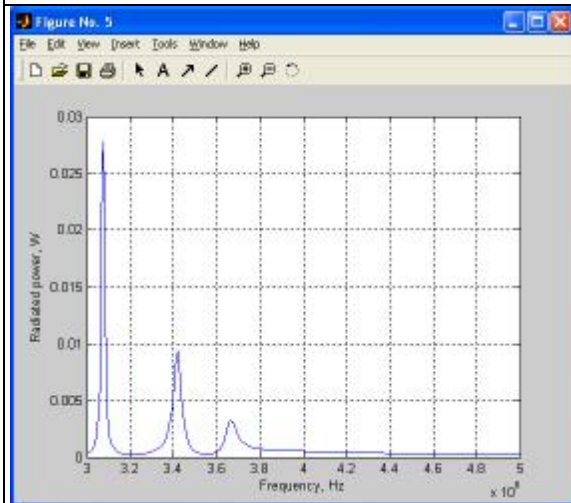 Figure No. 5
File Edit View Insert Tools Window Help
A
0.03
0.025
0.02
0.015
0.01
0.005
0
Radiated power, W
3 3.2 3.4 3.6 3.8 4 4.2 4.4 4.6 4.8 5
Frequency, Hz
x 10^8